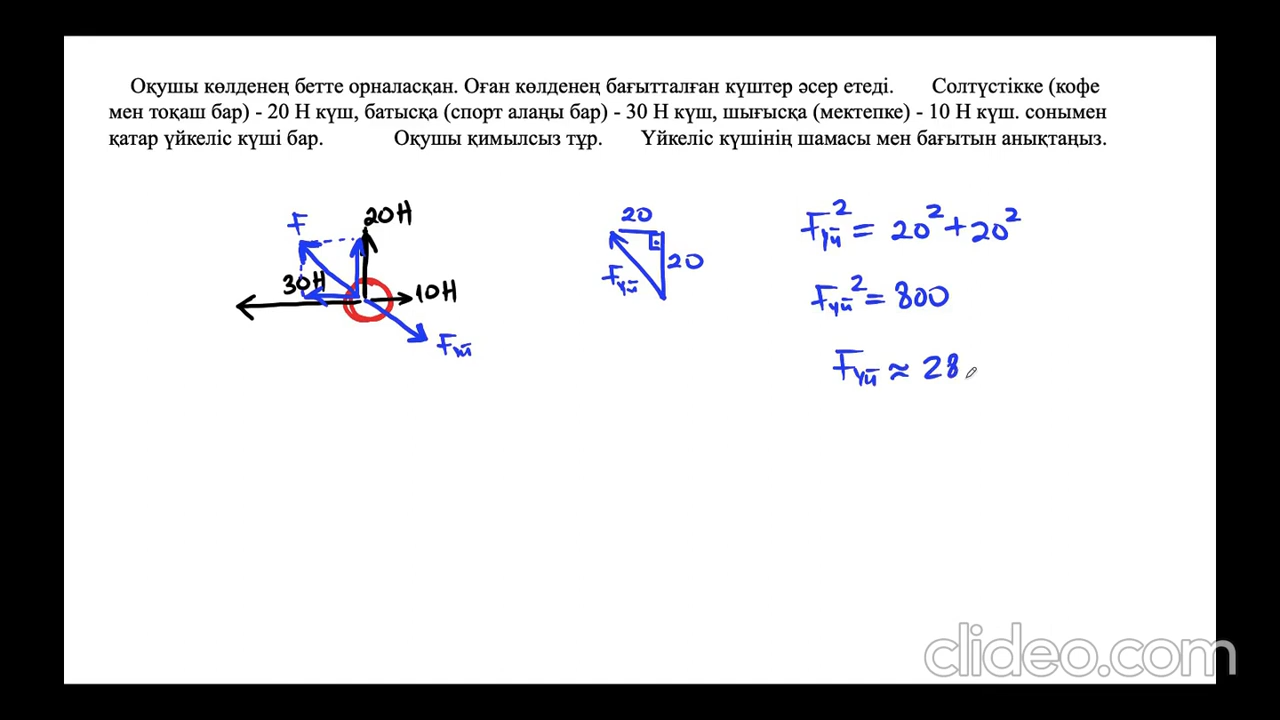 Оқушы көлденең бетте орналасқан. Оған көлденең бағытталған күштер әсер етеді. Солтүстікке (кофе
мен тоқаш бар) - 20 Н күш, батысқа (спорт алаңы бар) - 30 Н күш, шығысқа (мектепке) - 10 Н күш. сонымен
қатар үйкеліс күші бар. Оқушы қимылсыз тұр. Үйкеліс күшінің шамасы мен бағытын анықтаңыз.
F
20Н
30Н
10Н
Fүй
20
20
Fүй
Fүй² = 20² + 20²
Fүй² = 800
Fүй ≈ 28
clideo.com